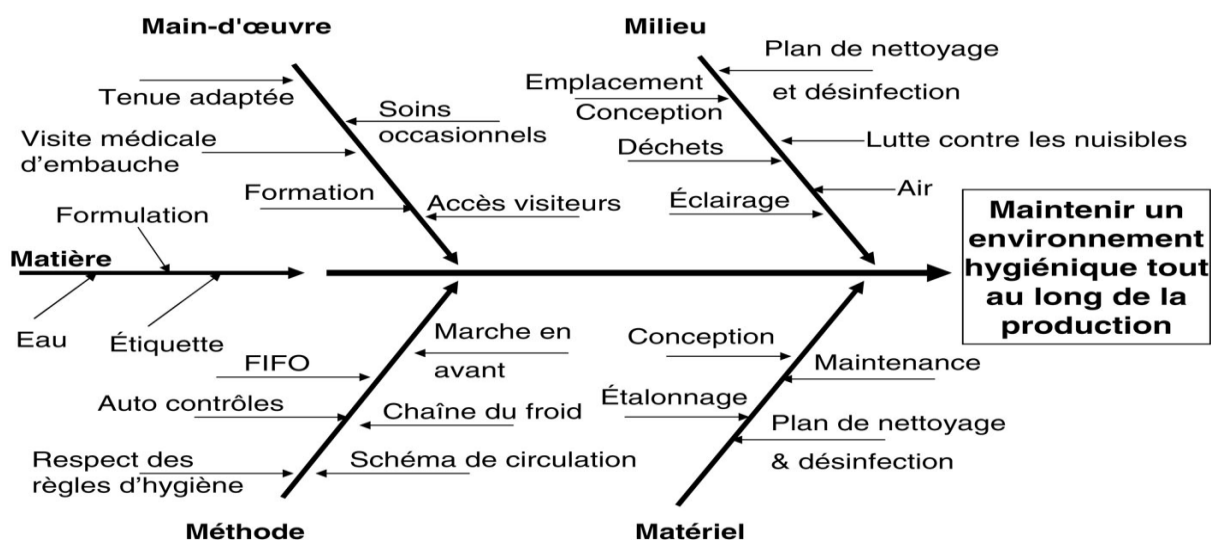 Main-d'œuvre
Tenue adaptée
Soins
occasionnels
Visite médicale
d'embauche
Formation
Accès visiteurs
Milieu
Plan de nettoyage
et désinfection
Emplacement
Conception
Lutte contre les nuisibles
Déchets
Air
Éclairage
Formulation
Matière
Eau
Étiquette
Maintenir un
environnement
hygiénique tout
au long de la
production
Marche en
avant
FIFO
Auto contrôles
Chaîne du froid
Respect des
règles d'hygiène
Schéma de circulation
Méthode
Conception
Maintenance
Étalonnage
Plan de nettoyage
& désinfection
Matériel